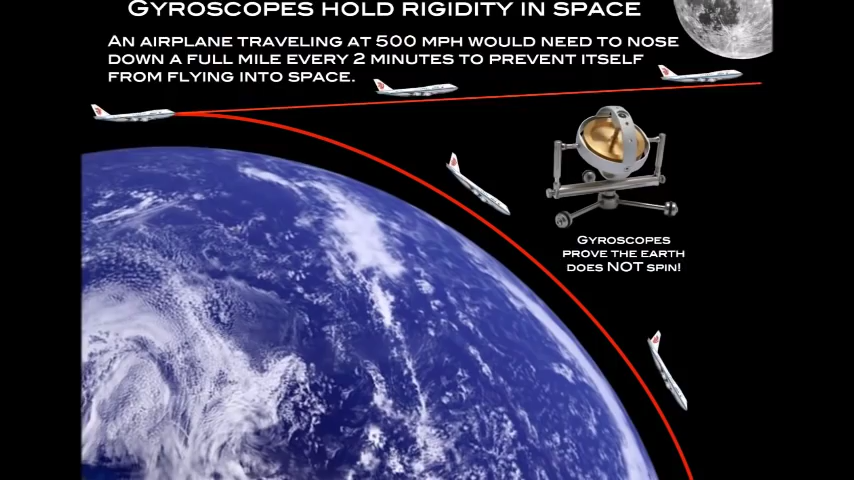 GYROSCOPES HOLD RIGIDITY IN SPACE
AN AIRPLANE TRAVELING AT 500 MPH WOULD NEED TO NOSE
DOWN A FULL MILE EVERY 2 MINUTES TO PREVENT ITSELF
FROM FLYING INTO SPACE.
GYROSCOPES
PROVE THE EARTH
DOES NOT SPIN!